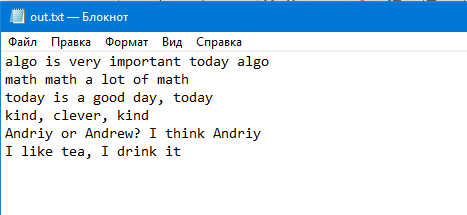 out.txt — Блокнот
Файл Правка Формат Вид Справка
algo is very important today algo
math math a lot of math
today is a good day, today
kind, clever, kind
Andriy or Andrew? I think Andriy
I like tea, I drink it